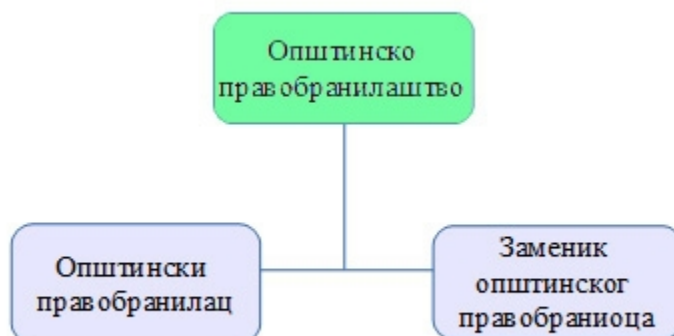 Општинско
правобранилаштво
Општински
правобранилац
Заменик
општинског
правобраниоца